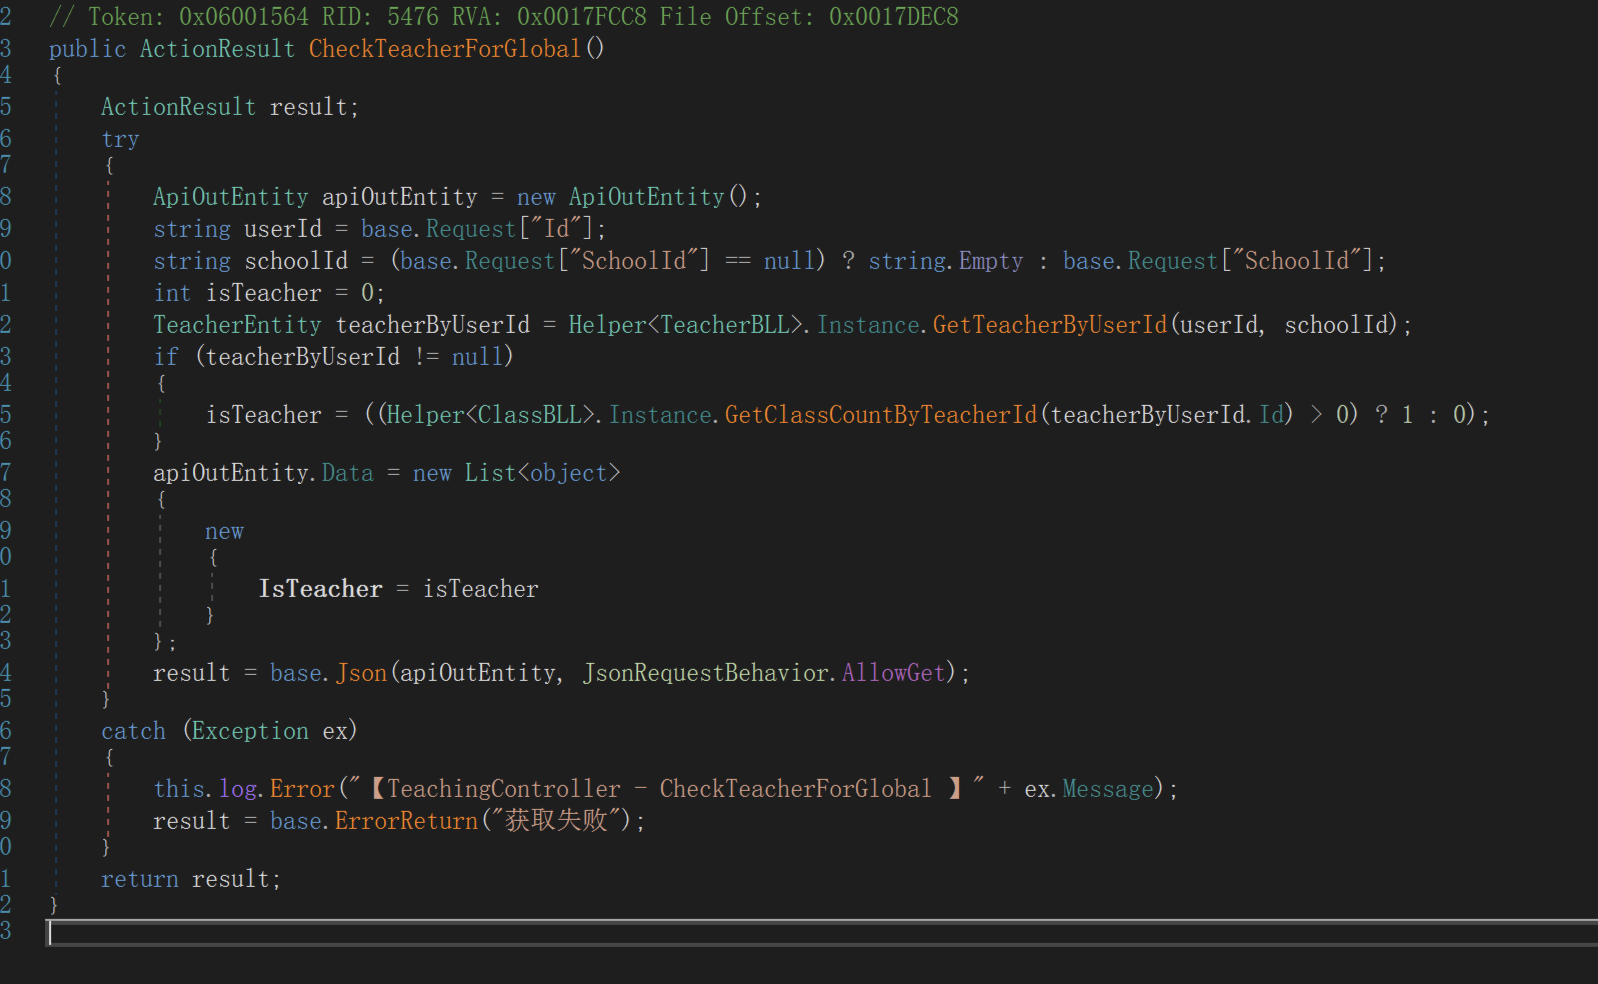 2 // Token: 0x06001564 RID: 5476 RVA: 0x0017FCC8 File Offset: 0x0017DEC8
3 public ActionResult CheckTeacherForGlobal()
4 {
5 ActionResult result;
6 try
7 {
8 ApiOutEntity apiOutEntity = new ApiOutEntity();
9 string userId = base.Request["Id"];
0 string schoolId = (base.Request["SchoolId"] == null) ? string.Empty : base.Request["SchoolId"];
1 int isTeacher = 0;
2 TeacherEntity teacherByUserId = Helper<TeacherBLL>.Instance.GetTeacherByUserId(userId, schoolId);
3 if (teacherByUserId != null)
4 {
5 isTeacher = ((Helper<ClassBLL>.Instance.GetClassCountByTeacherId(teacherByUserId.Id) > 0) ? 1 : 0);
6 }
7 apiOutEntity.Data = new List<object>
8 {
9 new
0 {
1 IsTeacher = isTeacher
2 }
3 };
4 result = base.Json(apiOutEntity, JsonRequestBehavior.AllowGet);
5 }
6 catch (Exception ex)
7 {
8 this.log.Error("【TeachingController - CheckTeacherForGlobal 】" + ex.Message);
9 result = base.ErrorReturn("获取失败");
0 }
1 return result;
2 }
3